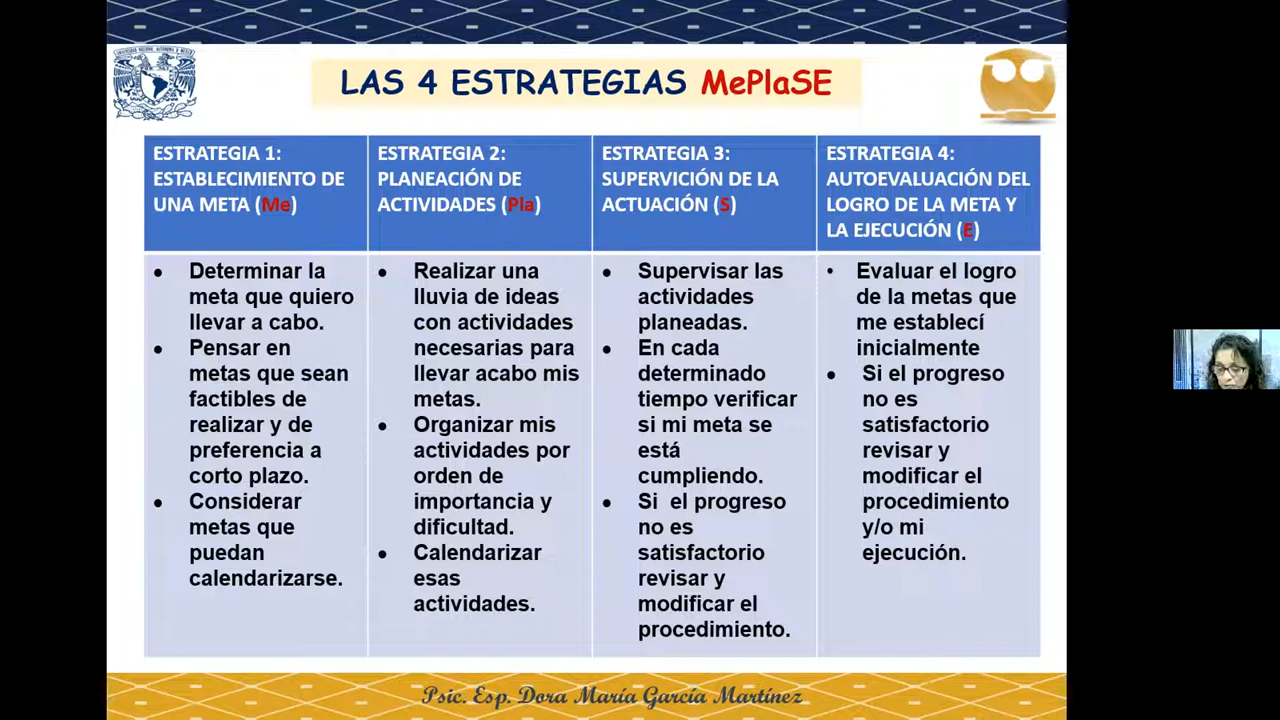 LAS 4 ESTRATEGIAS MePlaSE
ESTRATEGIA 1:
ESTABLECIMIENTO DE
UNA META (Me)
ESTRATEGIA 2:
PLANEACIÓN DE
ACTIVIDADES (Pla)
ESTRATEGIA 3:
SUPERVICIÓN DE LA
ACTUACIÓN (S)
ESTRATEGIA 4:
AUTOEVALUACIÓN DEL
LOGRO DE LA META Y
LA EJECUCIÓN (E)
• Determinar la
meta que quiero
llevar a cabo.
• Pensar en
metas que sean
factibles de
realizar y de
preferencia a
corto plazo.
• Considerar
metas que
puedan
calendarizarse.
• Realizar una
lluvia de ideas
con actividades
necesarias para
llevar acabo mis
metas.
• Organizar mis
actividades por
orden de
importancia y
dificultad.
• Calendarizar
esas
actividades.
• Supervisar las
actividades
planeadas.
• En cada
determinado
tiempo verificar
si mi meta se
está
cumpliendo.
• Si el progreso
no es
satisfactorio
revisar y
modificar el
procedimiento.
• Evaluar el logro
de la metas que
me establecí
inicialmente
• Si el progreso
no es
satisfactorio
revisar y
modificar el
procedimiento
y/o mi
ejecución.
Psic. Esp. Dora María García Martínez